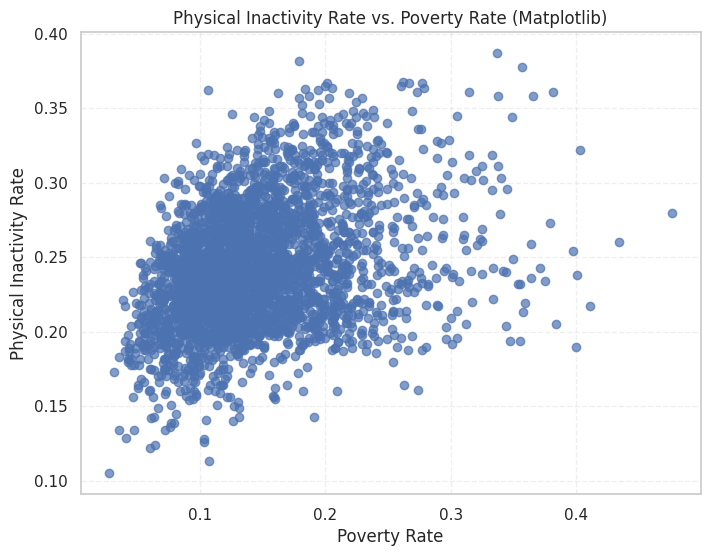 Physical Inactivity Rate vs. Poverty Rate (Matplotlib)
0.40
0.35
0.30
0.25
0.20
0.15
0.10
Physical Inactivity Rate
0.1 0.2 0.3 0.4
Poverty Rate